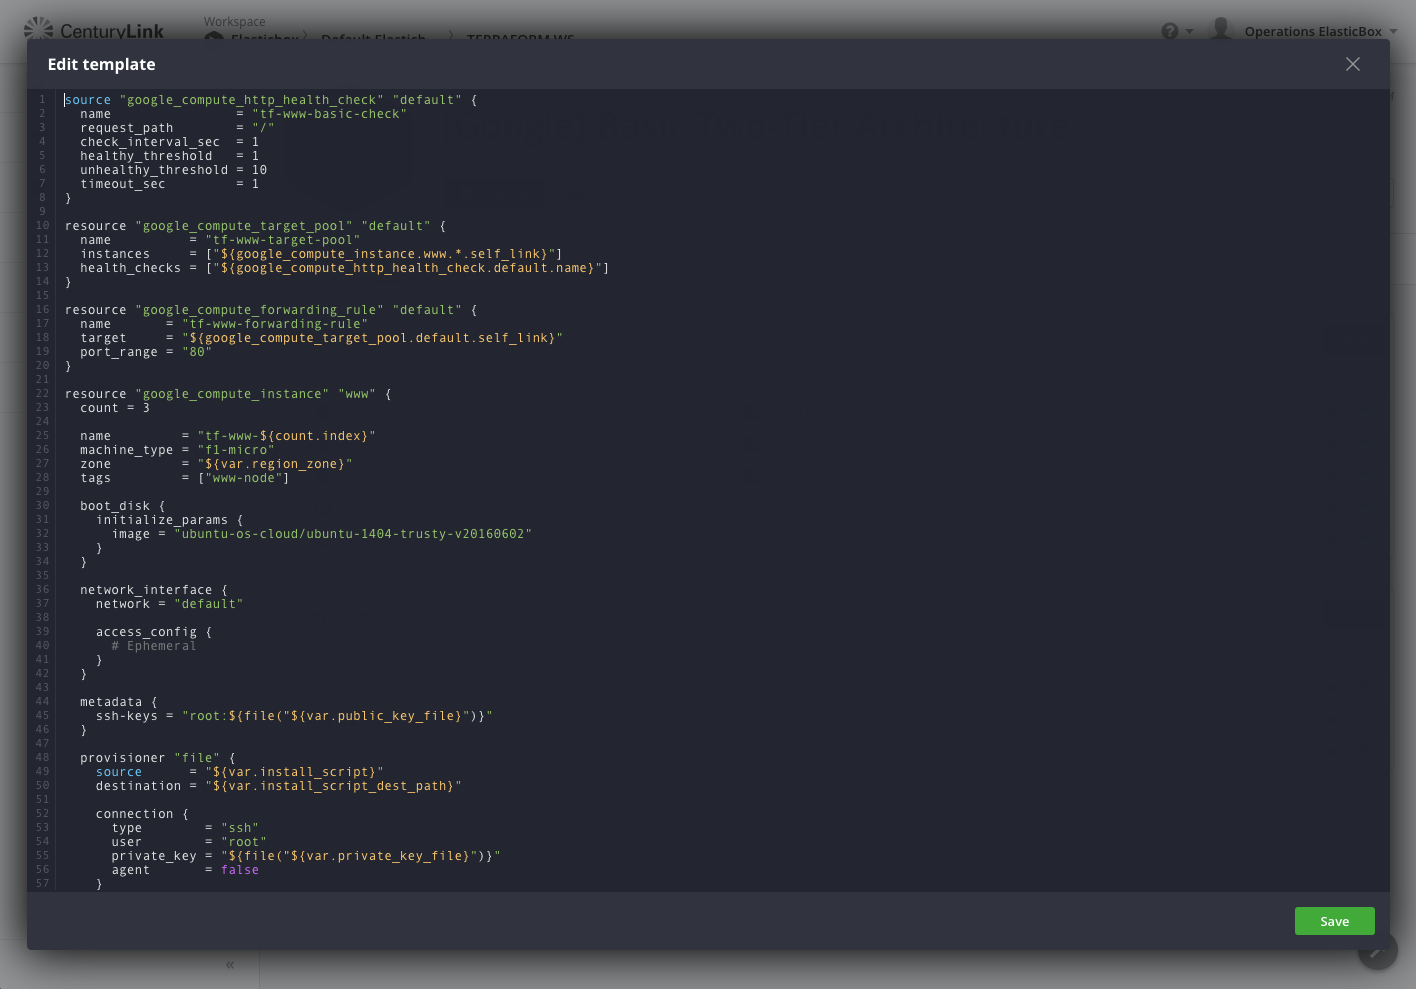 CenturyLink
Workspace
Elasticbox
Default Elasticb
TERRAFORM WS
Operations ElasticBox
Edit template
1 source "google_compute_http_health_check" "default" {
2   name                = "tf-www-basic-check"
3   request_path        = "/"
4   check_interval_sec  = 1
5   healthy_threshold   = 1
6   unhealthy_threshold = 10
7   timeout_sec         = 1
8 }
9
10 resource "google_compute_target_pool" "default" {
11   name          = "tf-www-target-pool"
12   instances     = ["${google_compute_instance.www.*.self_link}"]
13   health_checks = ["${google_compute_http_health_check.default.name}"]
14 }
15
16 resource "google_compute_forwarding_rule" "default" {
17   name       = "tf-www-forwarding-rule"
18   target     = "${google_compute_target_pool.default.self_link}"
19   port_range = "80"
20 }
21
22 resource "google_compute_instance" "www" {
23   count = 3
24
25   name         = "tf-www-${count.index}"
26   machine_type = "f1-micro"
27   zone         = "${var.region_zone}"
28   tags         = ["www-node"]
29
30   boot_disk {
31     initialize_params {
32       image = "ubuntu-os-cloud/ubuntu-1404-trusty-v20160602"
33     }
34   }
35
36   network_interface {
37     network = "default"
38
39     access_config {
40       # Ephemeral
41     }
42   }
43
44   metadata {
45     ssh-keys = "root:${file("${var.public_key_file}")}"
46   }
47
48   provisioner "file" {
49     source      = "${var.install_script}"
50     destination = "${var.install_script_dest_path}"
51
52     connection {
53       type        = "ssh"
54       user        = "root"
55       private_key = "${file("${var.private_key_file}")}"
56       agent       = false
57     }
Save